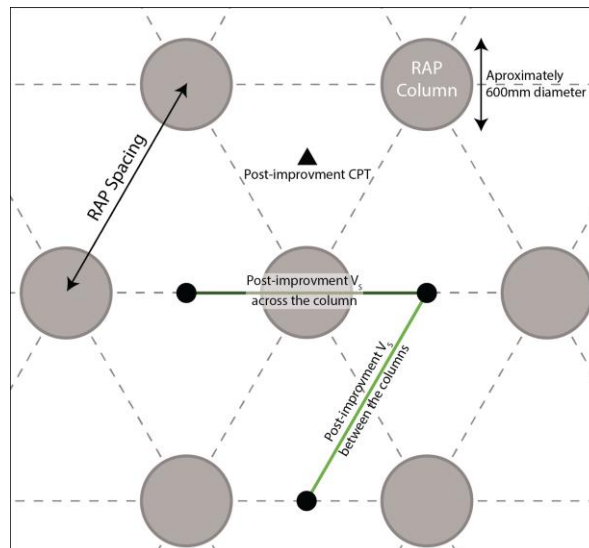 RAP
Column
Aproximately
600mm diameter
RAP Spacing
Post-improvment CPT
Post-improvment Vs
across the column
Post-improvment Vs
between the columns